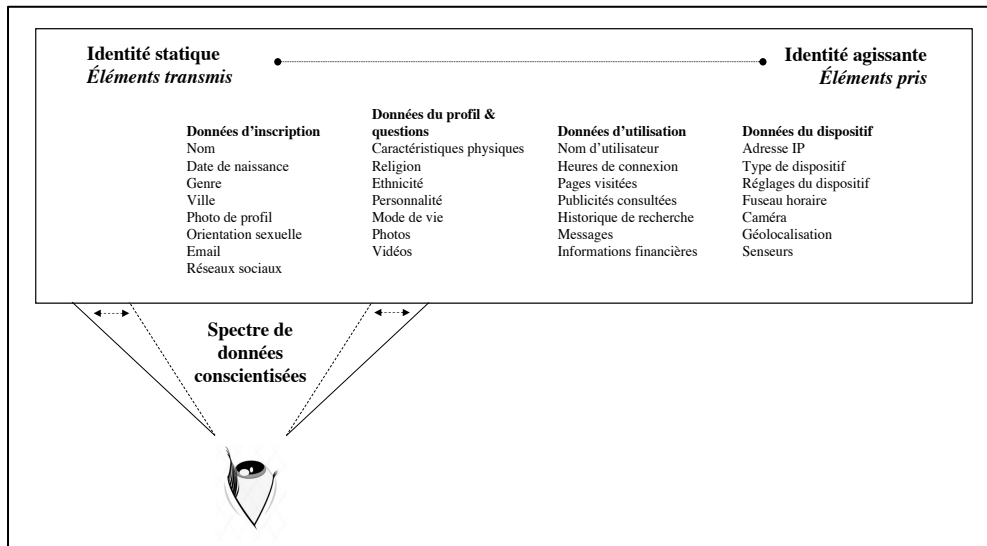 Identité statique
Éléments transmis
Identité agissante
Éléments pris
Données d'inscription
Nom
Date de naissance
Genre
Ville
Photo de profil
Orientation sexuelle
Email
Réseaux sociaux
Données du profil &
questions
Caractéristiques physiques
Religion
Ethnicité
Personnalité
Mode de vie
Photos
Vidéos
Données d'utilisation
Nom d'utilisateur
Heures de connexion
Pages visitées
Publicités consultées
Historique de recherche
Messages
Informations financières
Données du dispositif
Adresse IP
Type de dispositif
Réglages du dispositif
Fuseau horaire
Caméra
Géolocalisation
Senseurs
Spectre de
données
conscientisées